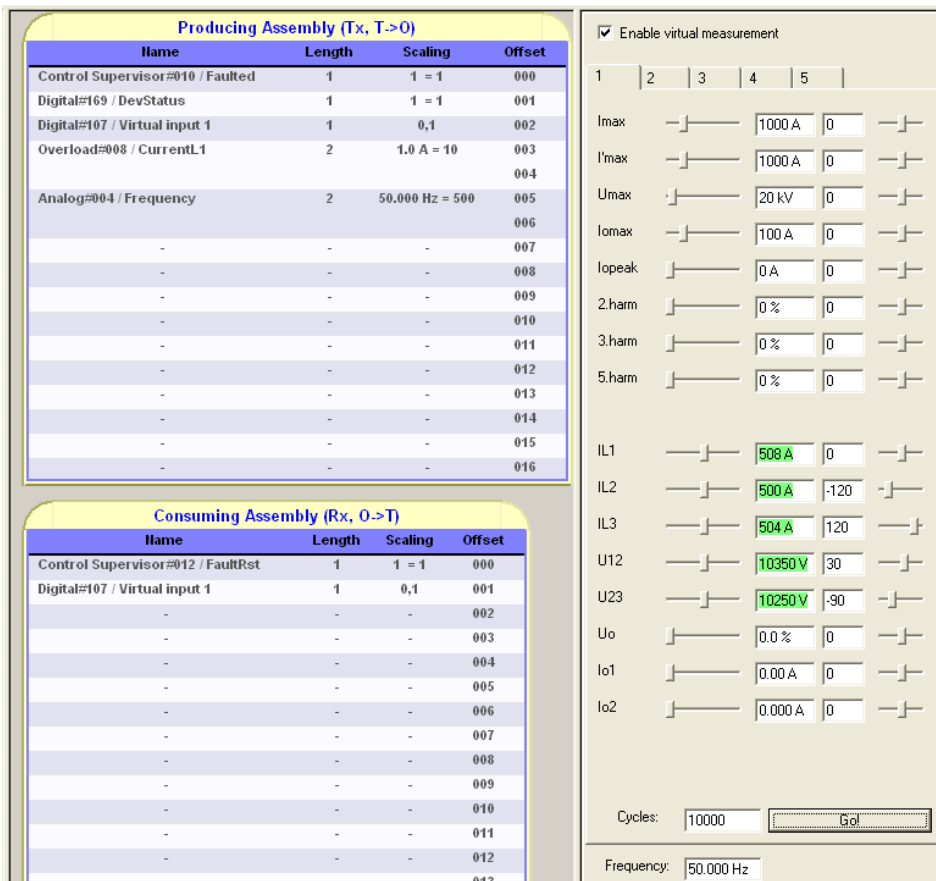 Producing Assembly (Tx, T->O)
Name Length Scaling Offset
Control Supervisor#010 / Faulted 1 1 = 1 000
Digital#169 / DevStatus 1 1 = 1 001
Digital#107 / Virtual input 1 1 0,1 002
Overload#008 / CurrentL1 2 1.0 A = 10 003
004
Analog#004 / Frequency 2 50.000 Hz = 500 005
006
- - - 007
- - - 008
- - - 009
- - - 010
- - - 011
- - - 012
- - - 013
- - - 014
- - - 015
- - - 016
Consuming Assembly (Rx, O->T)
Name Length Scaling Offset
Control Supervisor#012 / FaultRst 1 1 = 1 000
Digital#107 / Virtual input 1 1 0,1 001
- - - 002
- - - 003
- - - 004
- - - 005
- - - 006
- - - 007
- - - 008
- - - 009
- - - 010
- - - 011
- - - 012
Enable virtual measurement
1 2 3 4 5
Imax 1000 A 0
I'max 1000 A 0
Umax 20 kV 0
Iomax 100 A 0
Iopeak 0 A 0
2.harm 0 % 0
3.harm 0 % 0
5.harm 0 % 0
IL1 508 A 0
IL2 500 A -120
IL3 504 A 120
U12 10350 V 30
U23 10250 V -90
Uo 0.0 % 0
Io1 0.00 A 0
Io2 0.000 A 0
Cycles: 10000 Go!
Frequency: 50.000 Hz